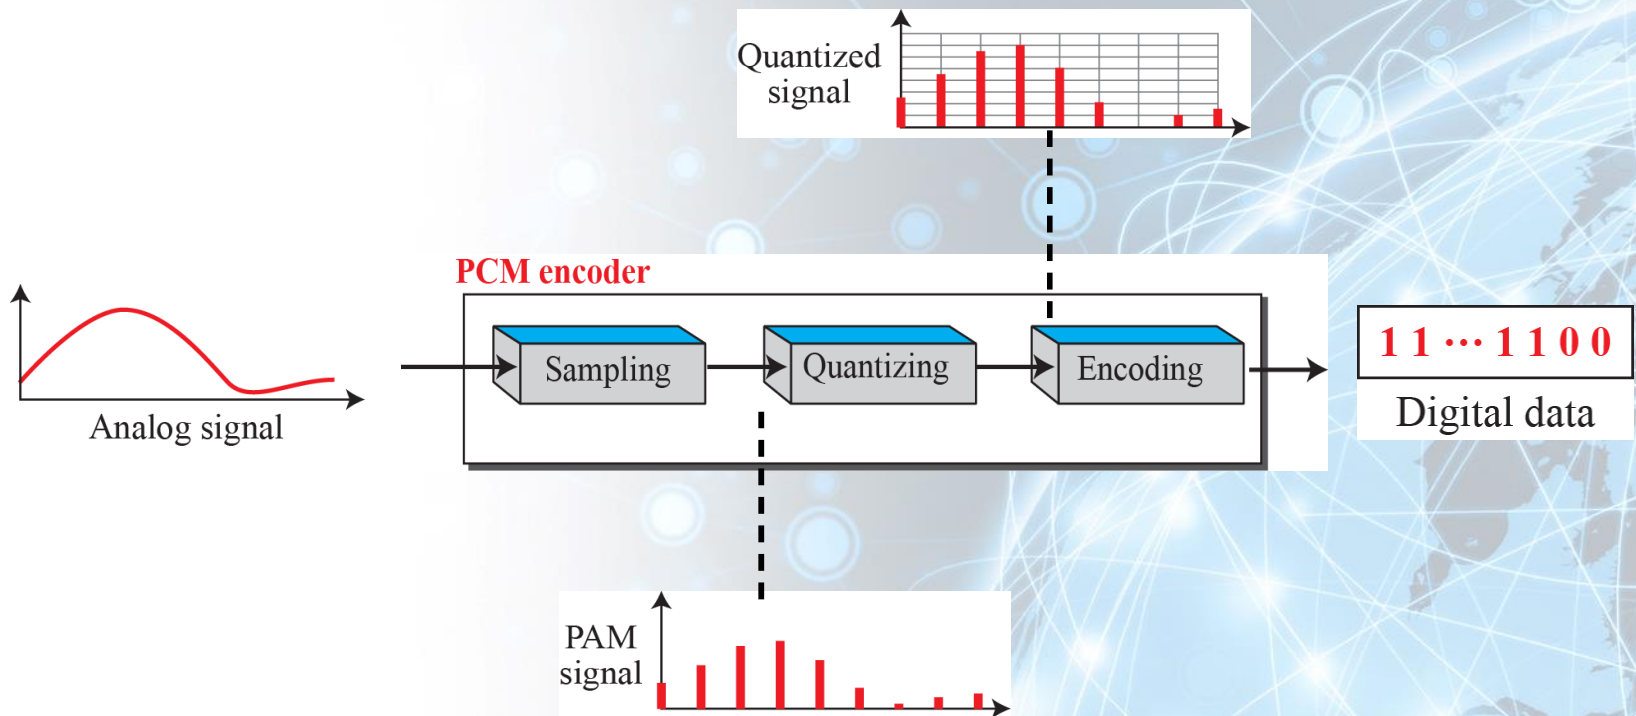 Quantized
signal
PCM encoder
Sampling
Quantizing
Encoding
1 1 ··· 1 1 0 0
Analog signal
Digital data
PAM
signal